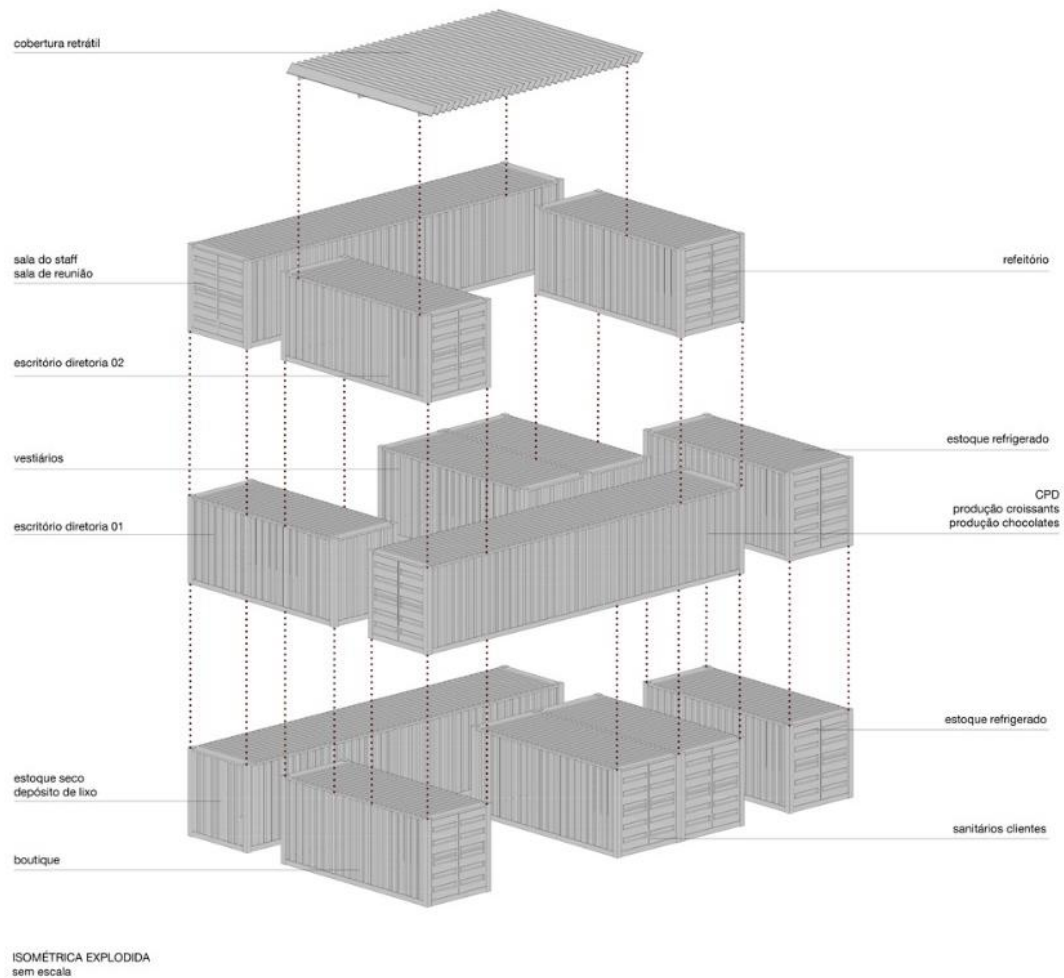 cobertura retrátil
sala do staff
sala de reunião
refeitório
escritório diretoria 02
estoque refrigerado
vestiários
CPD
produção croissants
produção chocolates
escritório diretoria 01
estoque refrigerado
estoque seco
depósito de lixo
sanitários clientes
boutique
ISOMÉTRICA EXPLODIDA
sem escala